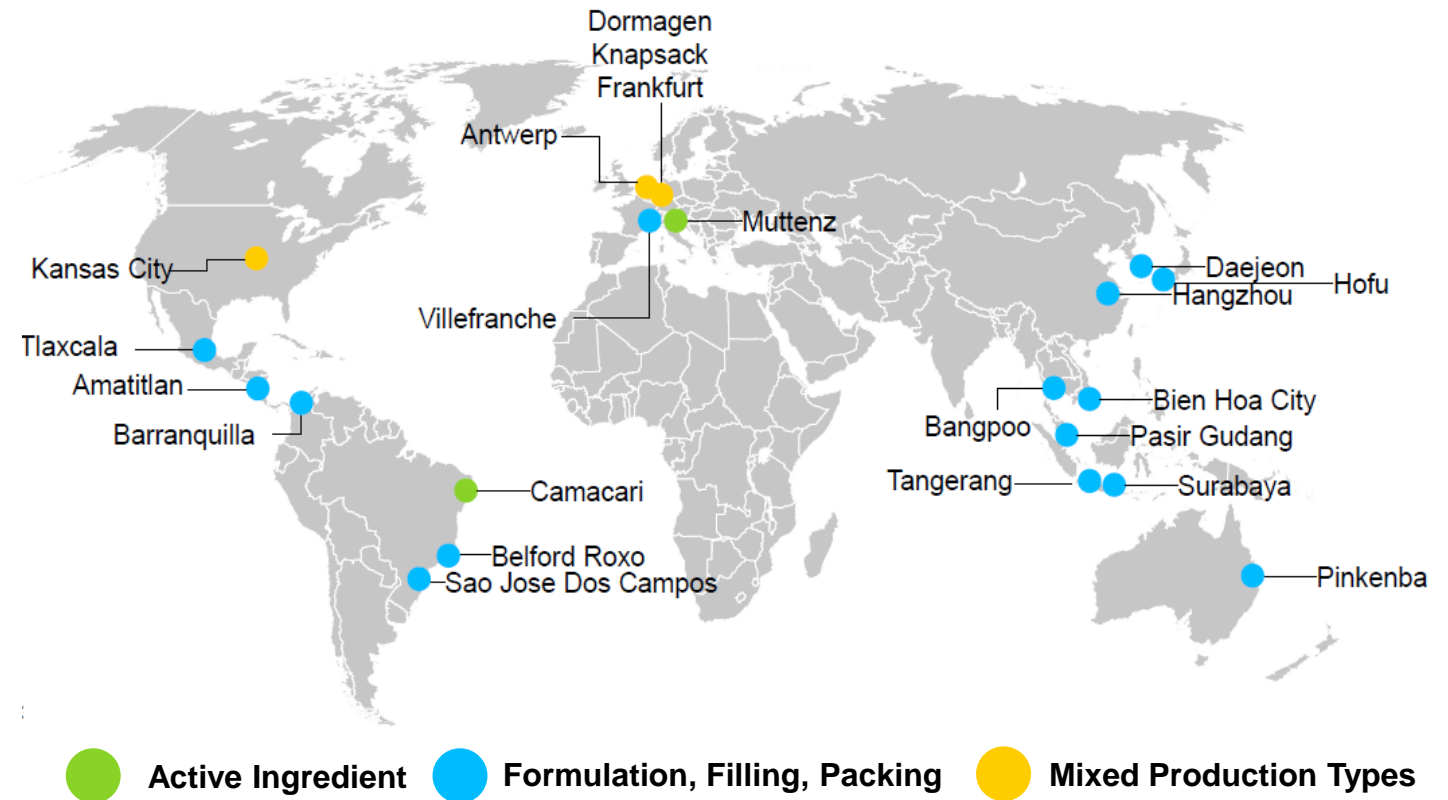 Dormagen
Knapsack
Frankfurt
Antwerp
Muttenz
Kansas City
Daejeon
Hofu
Hangzhou
Villefranche
Tlaxcala
Amatitlan
Bien Hoa City
Bangpoo
Barranquilla
Pasir Gudang
Tangerang
Surabaya
Camacari
Belford Roxo
Sao Jose Dos Campos
Pinkenba
:
Active Ingredient
Formulation, Filling, Packing
Mixed Production Types